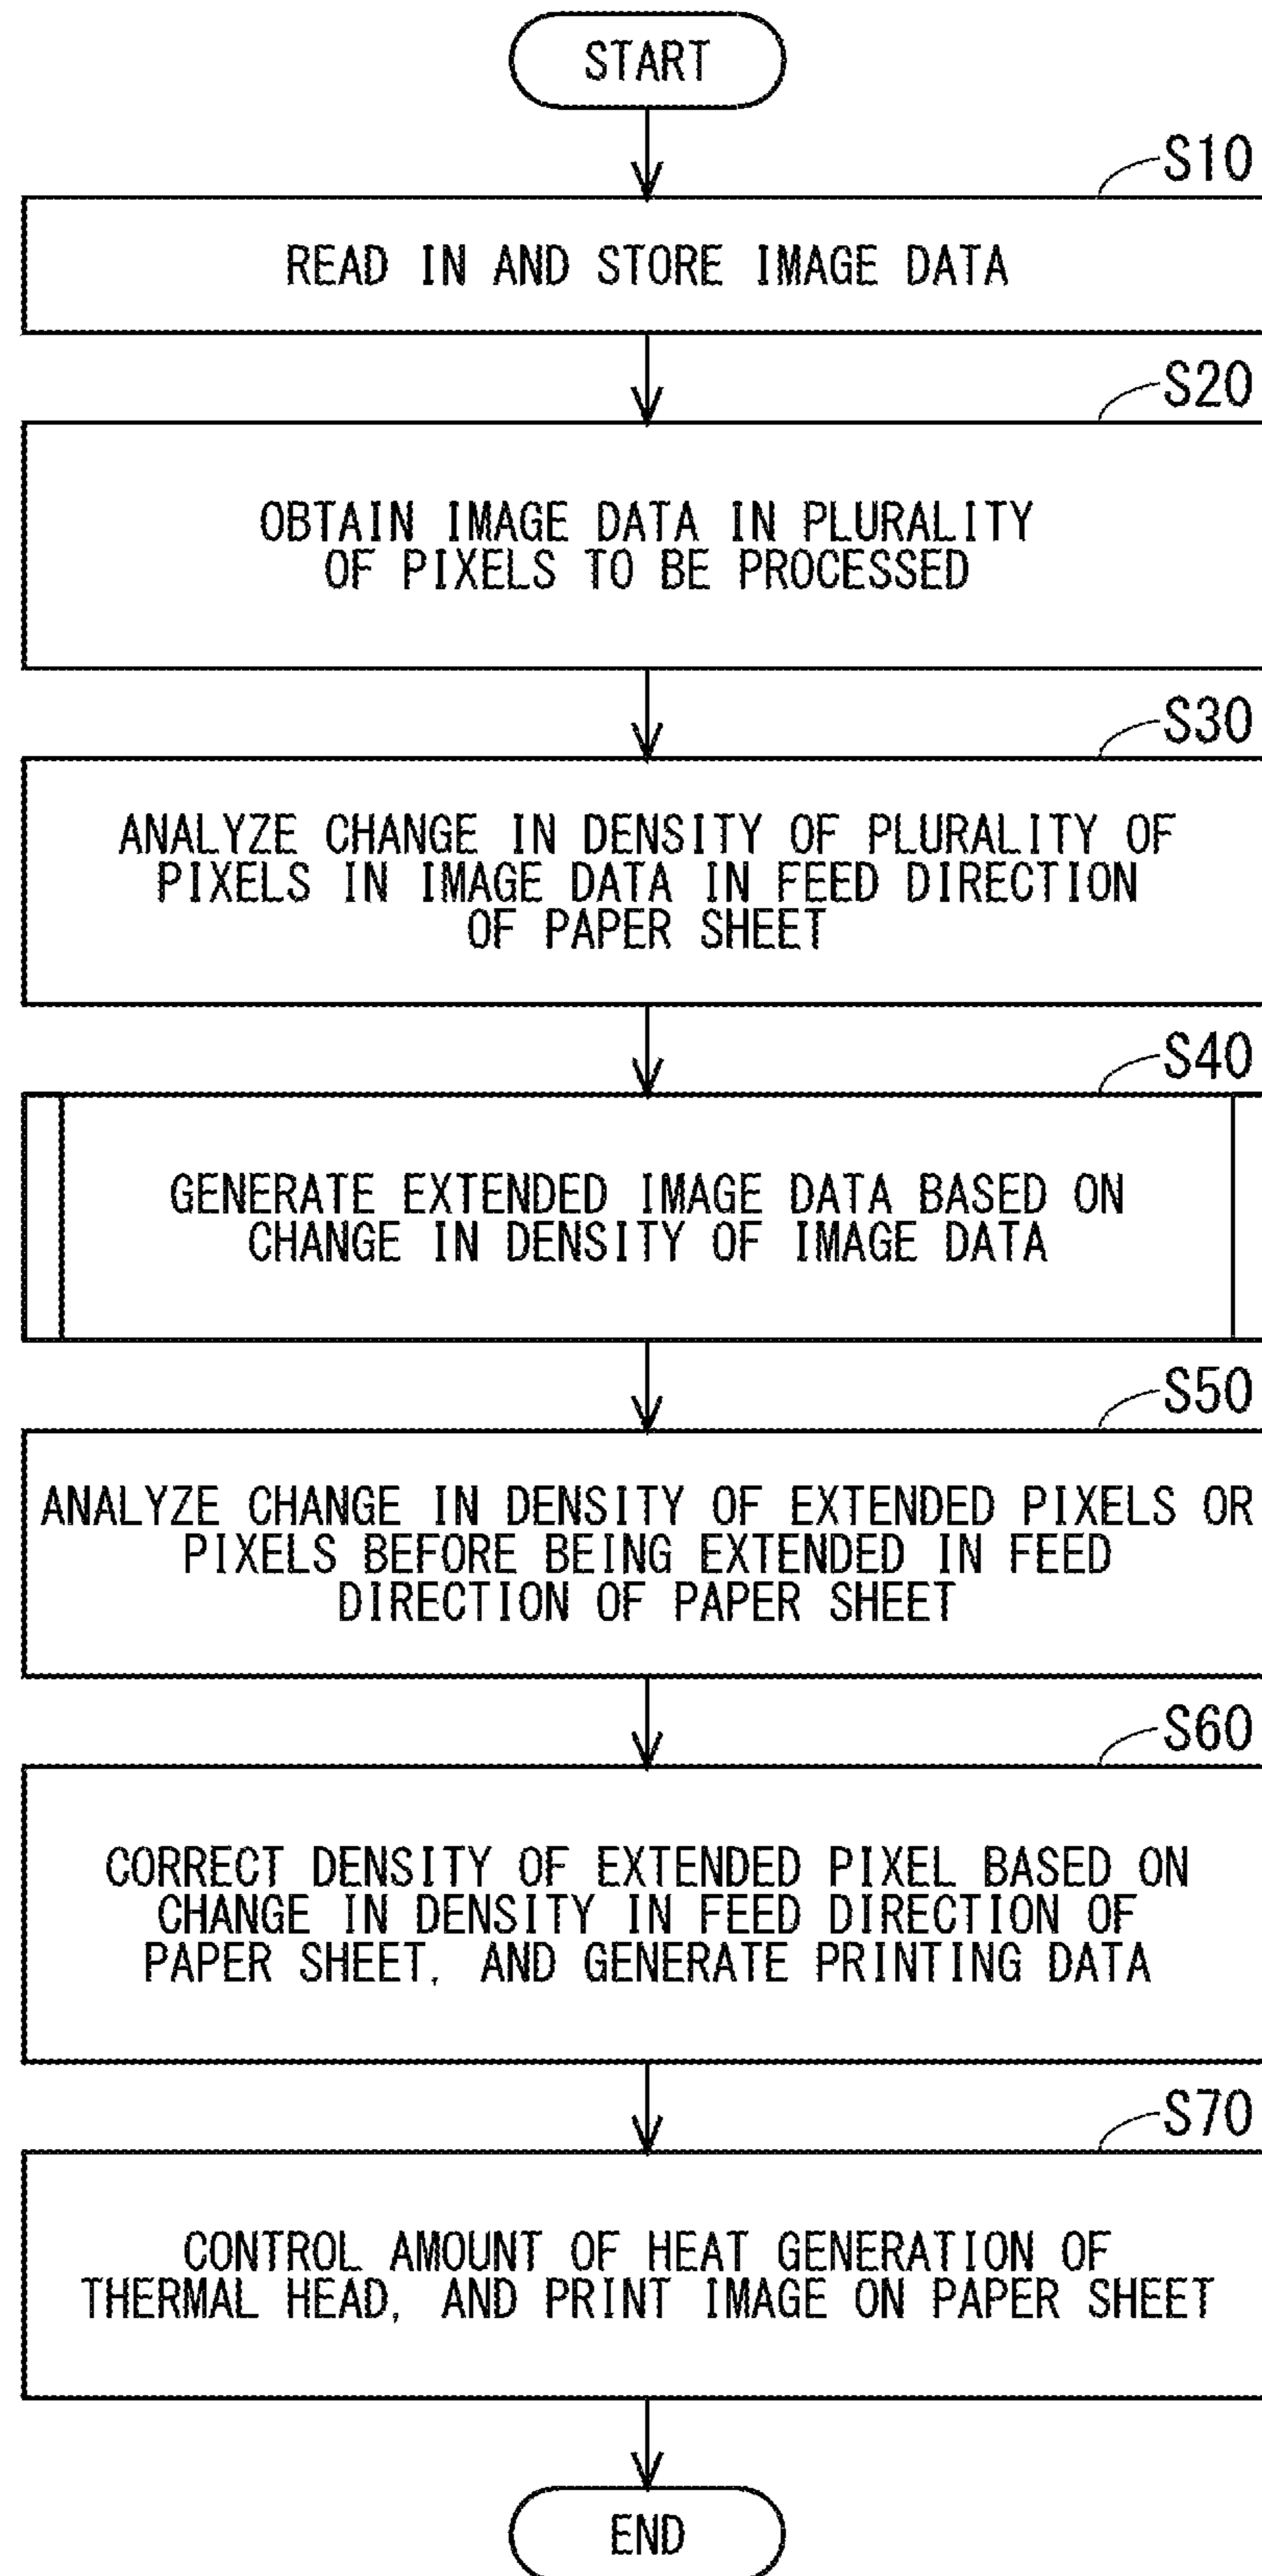 START
S10
READ IN AND STORE IMAGE DATA
S20
OBTAIN IMAGE DATA IN PLURALITY
OF PIXELS TO BE PROCESSED
S30
ANALYZE CHANGE IN DENSITY OF PLURALITY OF
PIXELS IN IMAGE DATA IN FEED DIRECTION
OF PAPER SHEET
S40
GENERATE EXTENDED IMAGE DATA BASED ON
CHANGE IN DENSITY OF IMAGE DATA
S50
ANALYZE CHANGE IN DENSITY OF EXTENDED PIXELS OR
PIXELS BEFORE BEING EXTENDED IN FEED
DIRECTION OF PAPER SHEET
S60
CORRECT DENSITY OF EXTENDED PIXEL BASED ON
CHANGE IN DENSITY IN FEED DIRECTION OF
PAPER SHEET, AND GENERATE PRINTING DATA
S70
CONTROL AMOUNT OF HEAT GENERATION OF
THERMAL HEAD, AND PRINT IMAGE ON PAPER SHEET
END